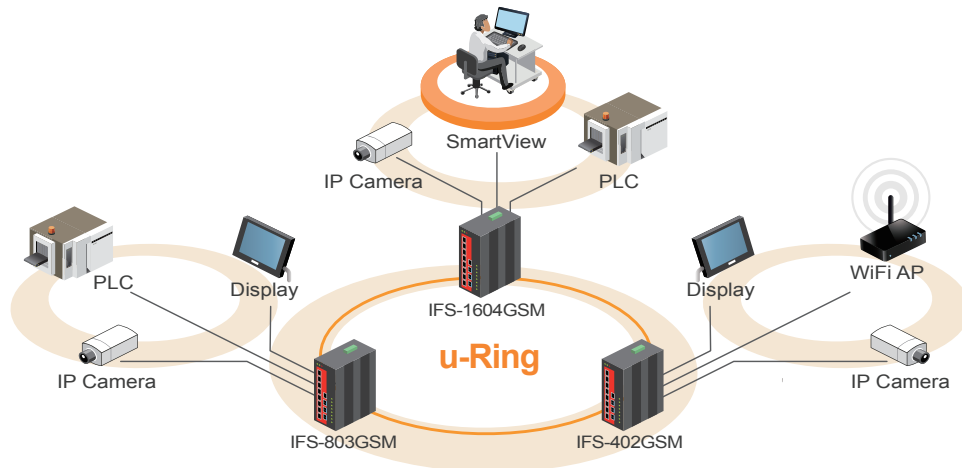 SmartView
IP Camera
PLC
PLC
Display
IFS-1604GSM
Display
WiFi AP
u-Ring
IP Camera
IP Camera
IFS-803GSM
IFS-402GSM